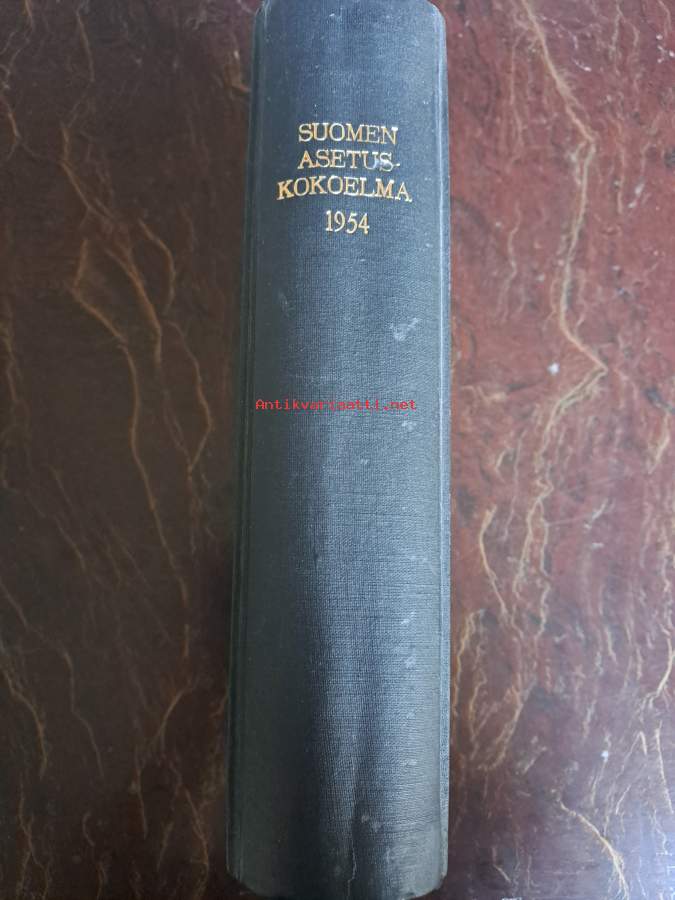 SUOMEN
ASETUS-
KOKOELMA
1954
Antikvariaatti.net